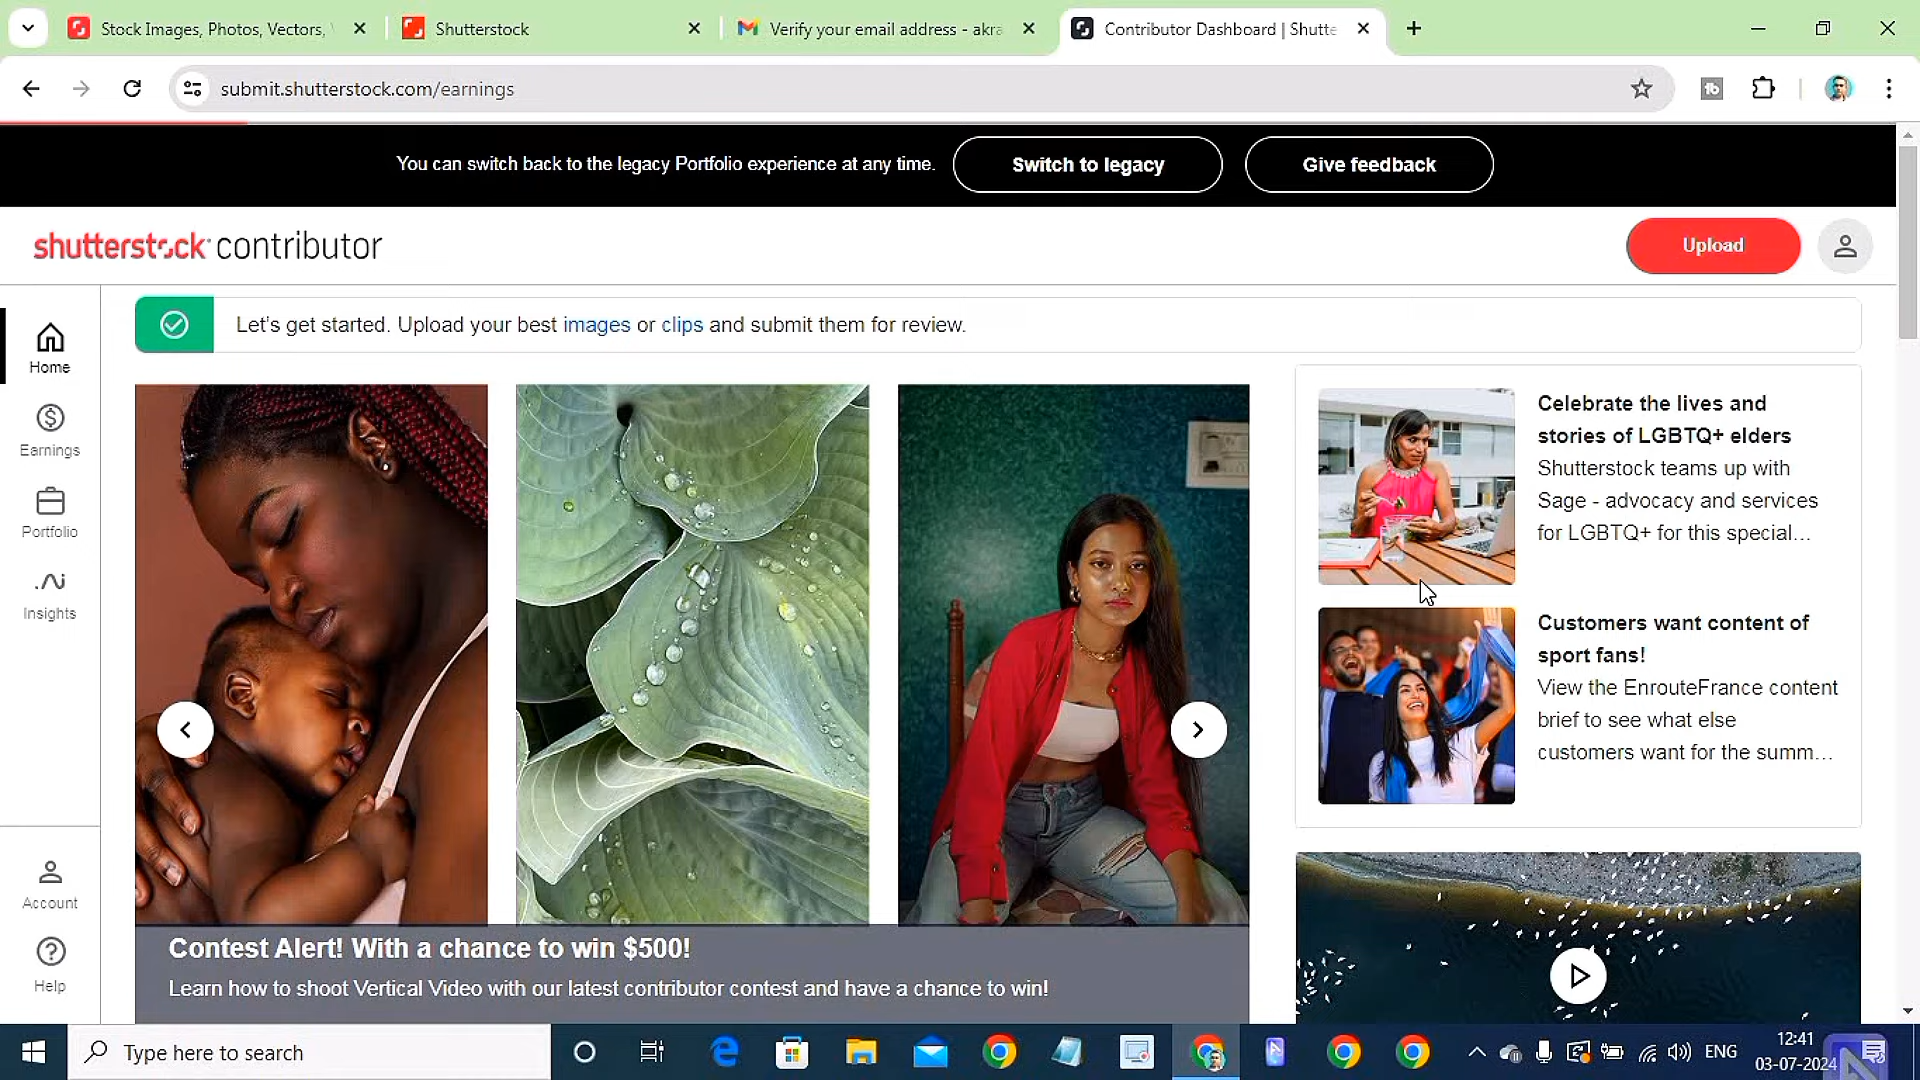 Stock Images, Photos, Vectors,
Shutterstock
Verify your email address - akra
Contributor Dashboard | Shutte
submit.shutterstock.com/earnings
You can switch back to the legacy Portfolio experience at any time.
Switch to legacy
Give feedback
shutterstock contributor
Upload
Let's get started. Upload your best images or clips and submit them for review.
Home
Earnings
Portfolio
Insights
Account
Help
Contest Alert! With a chance to win $500!
Learn how to shoot Vertical Video with our latest contributor contest and have a chance to win!
Celebrate the lives and
stories of LGBTQ+ elders
Shutterstock teams up with
Sage - advocacy and services
for LGBTQ+ for this special...
Customers want content of
sport fans!
View the EnrouteFrance content
brief to see what else
customers want for the summ...
Type here to search
ENG
12:41
03-07-2024